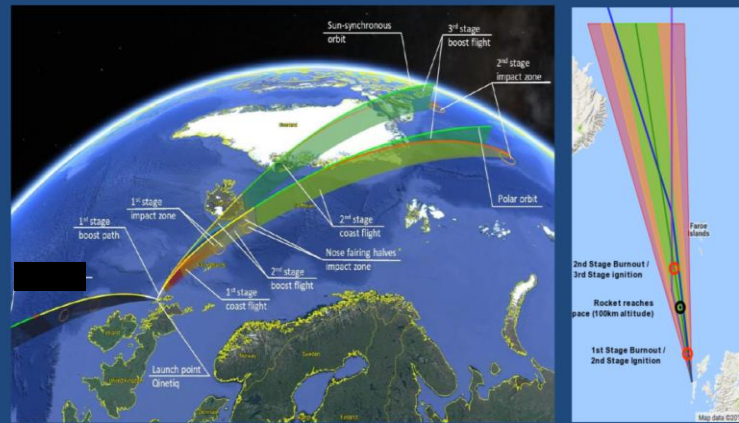 Sun-synchronous
orbit
3rd stage
boost flight
2nd stage
impact zone
1st stage
impact zone
1st stage
boost path
Polar orbit
2nd stage
coast flight
Nose fairing halves'
impact zone
2nd stage
boost flight
1st stage
coast flight
Launch point
Qinetiq
Norway
Sweden
Faroe
Islands
2nd Stage Burnout /
3rd Stage ignition
Rocket reaches
pace (100km altitude)
1st Stage Burnout /
2nd Stage Ignition
Map data ©201